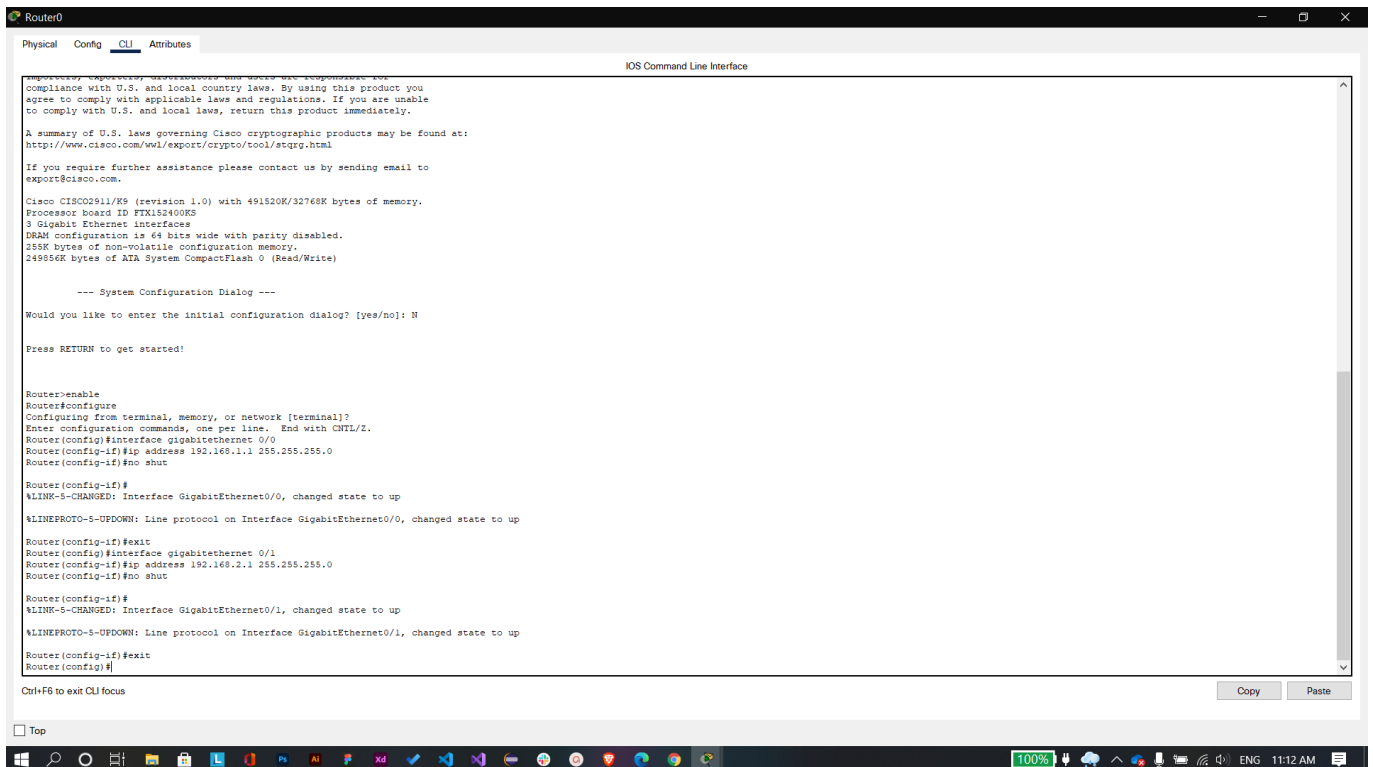 Router0
Physical Config CLI Attributes
IOS Command Line Interface
importers, exporters, distributors and users are responsible for
compliance with U.S. and local country laws. By using this product you
agree to comply with applicable laws and regulations. If you are unable
to comply with U.S. and local laws, return this product immediately.
A summary of U.S. laws governing Cisco cryptographic products may be found at:
http://www.cisco.com/wwl/export/crypto/tool/stqrg.html
If you require further assistance please contact us by sending email to
export@cisco.com.
Cisco CISCO2911/K9 (revision 1.0) with 491520K/32768K bytes of memory.
Processor board ID FTX152400KS
3 Gigabit Ethernet interfaces
DRAM configuration is 64 bits wide with parity disabled.
255K bytes of non-volatile configuration memory.
249856K bytes of ATA System CompactFlash 0 (Read/Write)
--- System Configuration Dialog ---
Would you like to enter the initial configuration dialog? [yes/no]: N
Press RETURN to get started!
Router>enable
Router#configure
Configuring from terminal, memory, or network [terminal]?
Enter configuration commands, one per line. End with CNTL/Z.
Router(config)#interface gigabitethernet 0/0
Router(config-if)#ip address 192.168.1.1 255.255.255.0
Router(config-if)#no shut
Router(config-if)#
%LINK-5-CHANGED: Interface GigabitEthernet0/0, changed state to up
%LINEPROTO-5-UPDOWN: Line protocol on Interface GigabitEthernet0/0, changed state to up
Router(config-if)#exit
Router(config)#interface gigabitethernet 0/1
Router(config-if)#ip address 192.168.2.1 255.255.255.0
Router(config-if)#no shut
Router(config-if)#
%LINK-5-CHANGED: Interface GigabitEthernet0/1, changed state to up
%LINEPROTO-5-UPDOWN: Line protocol on Interface GigabitEthernet0/1, changed state to up
Router(config-if)#exit
Router(config)#
Ctrl+F6 to exit CLI focus
Copy Paste
Top
L Ps Ai Xd 100% ENG 11:12 AM